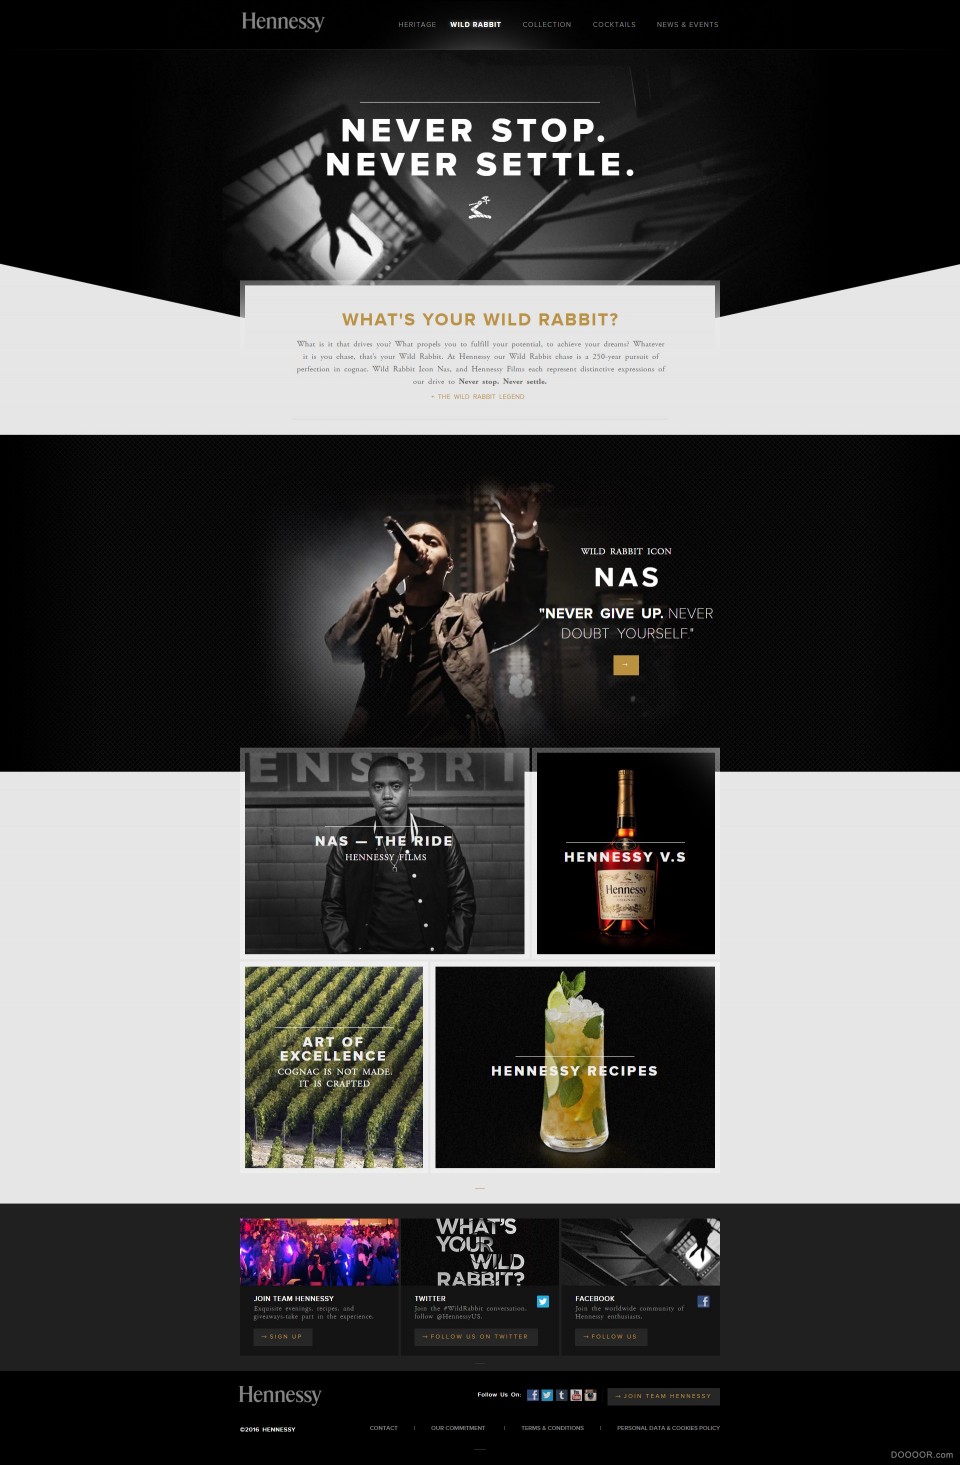 Hennessy
HERITAGE WILD RABBIT COLLECTION COCKTAILS NEWS & EVENTS
NEVER STOP.
NEVER SETTLE.
WHAT'S YOUR WILD RABBIT?
What is it that drives you? What propels you to fulfill your potential, to achieve your dreams? Whatever
it is you chase, that's your Wild Rabbit. At Hennessy our Wild Rabbit chase is a 250-year pursuit of
perfection in cognac. Wild Rabbit Icon Nas, and Hennessy Films each represent distinctive expressions of
our drive to Never stop. Never settle.
+ THE WILD RABBIT LEGEND
WILD RABBIT ICON
NAS
"NEVER GIVE UP. NEVER
DOUBT YOURSELF."
→
ENSBRI
NAS — THE RIDE
HENNESSY FILMS
HENNESSY V.S
Hennessy
ART OF
EXCELLENCE
COGNAC IS NOT MADE.
IT IS CRAFTED
HENNESSY RECIPES
WHAT'S
YOUR
WILD
RABBIT?
JOIN TEAM HENNESSY
Exquisite evenings, recipes, and
giveaways-take part in the experience.
→ SIGN UP
TWITTER
Join the #WildRabbit conversation,
follow @HennessyUS.
→ FOLLOW US ON TWITTER
FACEBOOK
Join the worldwide community of
Hennessy enthusiasts.
→ FOLLOW US
Hennessy
Follow Us On:
→ JOIN TEAM HENNESSY
©2016 HENNESSY
CONTACT | OUR COMMITMENT | TERMS & CONDITIONS | PERSONAL DATA & COOKIES POLICY
DOOOOR.com